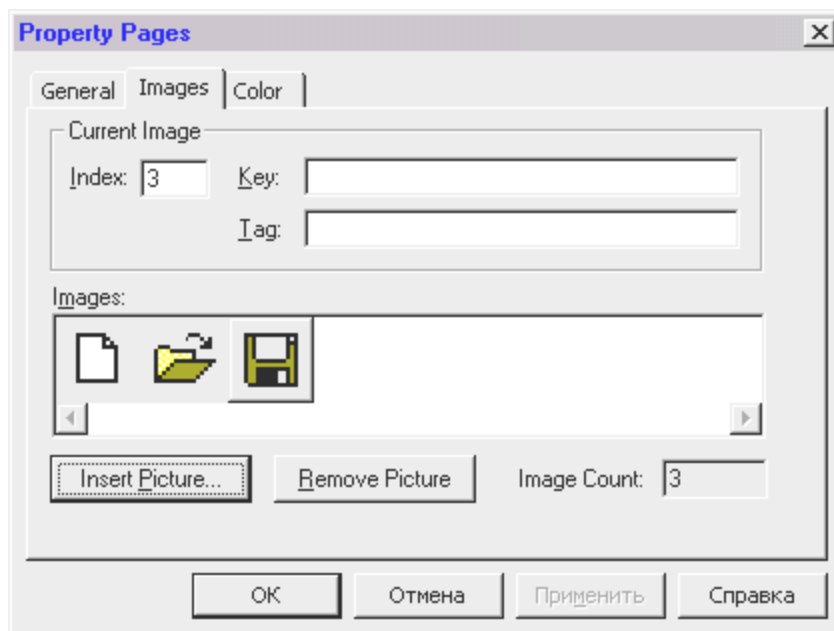 Property Pages
General Images Color
Current Image
Index: 3 Key:
Tag:
Images:
Insert Picture... Remove Picture Image Count: 3
ОК Отмена Применить Справка